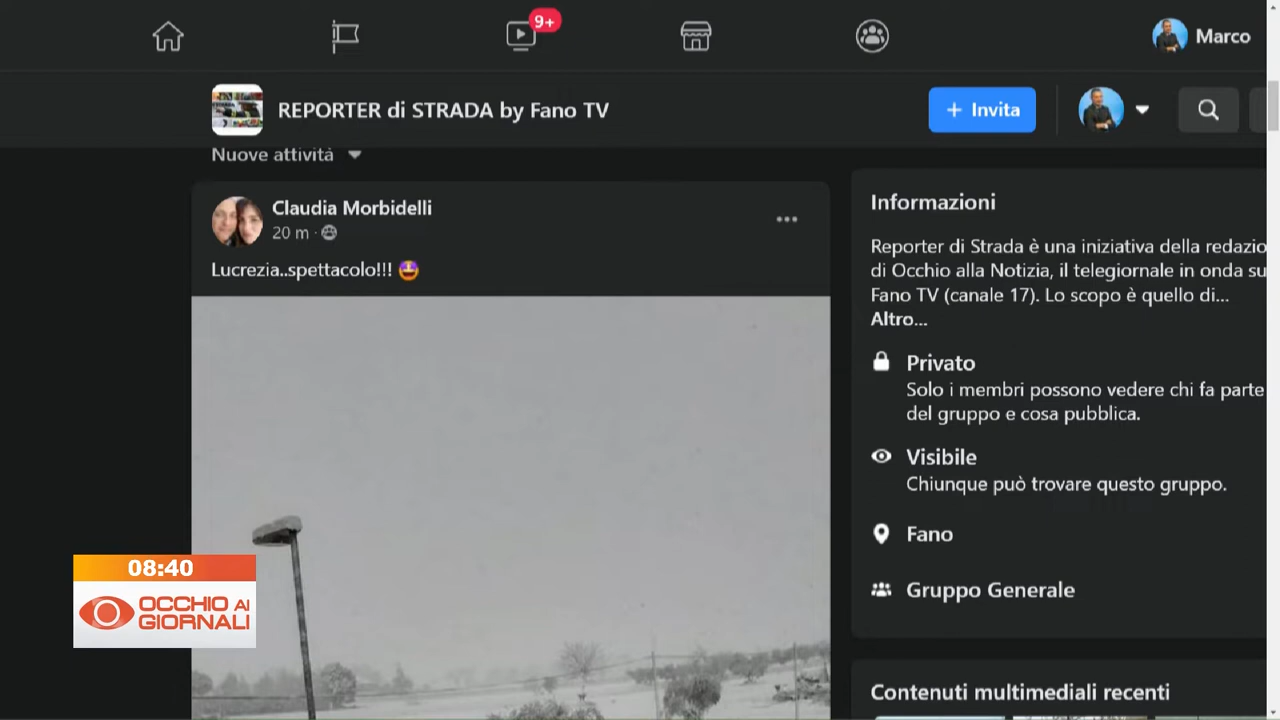 9+
Marco
REPORTER di STRADA by Fano TV
+ Invita
Nuove attività
Claudia Morbidelli
20 m ·
Lucrezia..spettacolo!!! 🤩
Informazioni
Reporter di Strada è una iniziativa della redazio
di Occhio alla Notizia, il telegiornale in onda su
Fano TV (canale 17). Lo scopo è quello di...
Altro...
Privato
Solo i membri possono vedere chi fa parte
del gruppo e cosa pubblica.
Visibile
Chiunque può trovare questo gruppo.
Fano
Gruppo Generale
Contenuti multimediali recenti
08:40
OCCHIO AI
GIORNALI